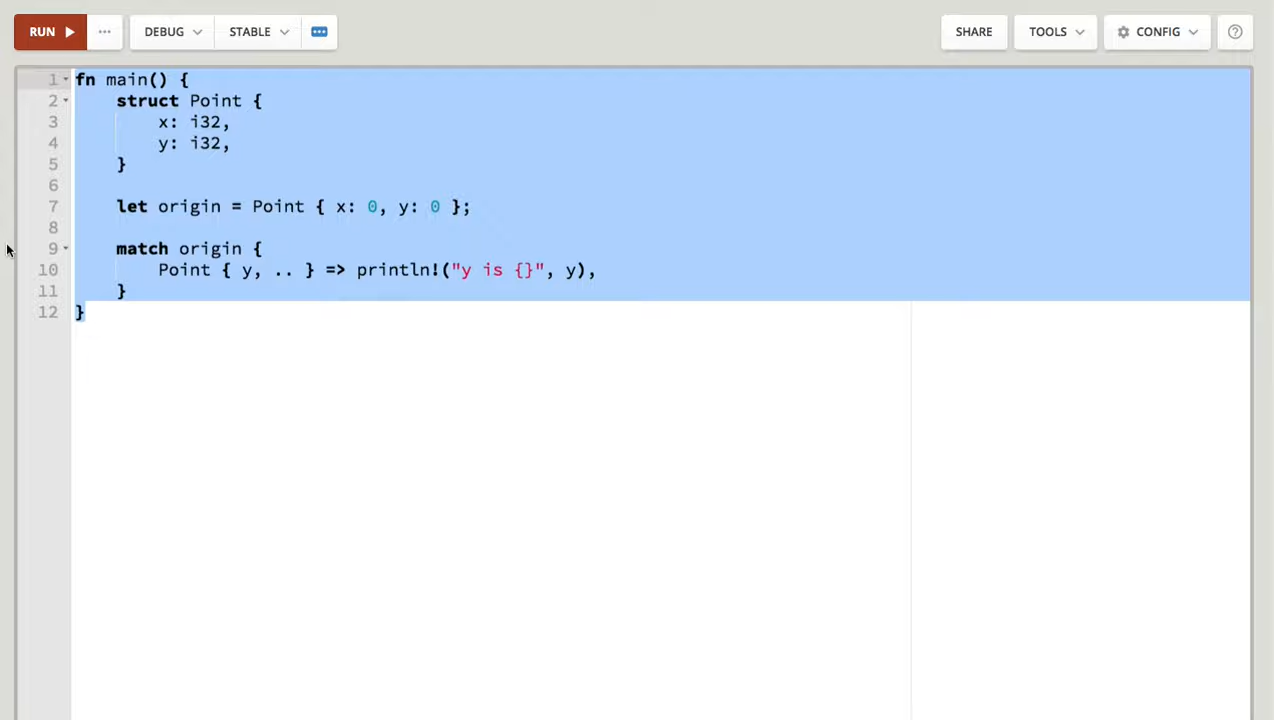 RUN ▶ ··· DEBUG STABLE ··· SHARE TOOLS CONFIG ?
1 fn main() {
2     struct Point {
3         x: i32,
4         y: i32,
5     }
6
7     let origin = Point { x: 0, y: 0 };
8
9     match origin {
10         Point { y, .. } => println!("y is {}", y),
11     }
12 }